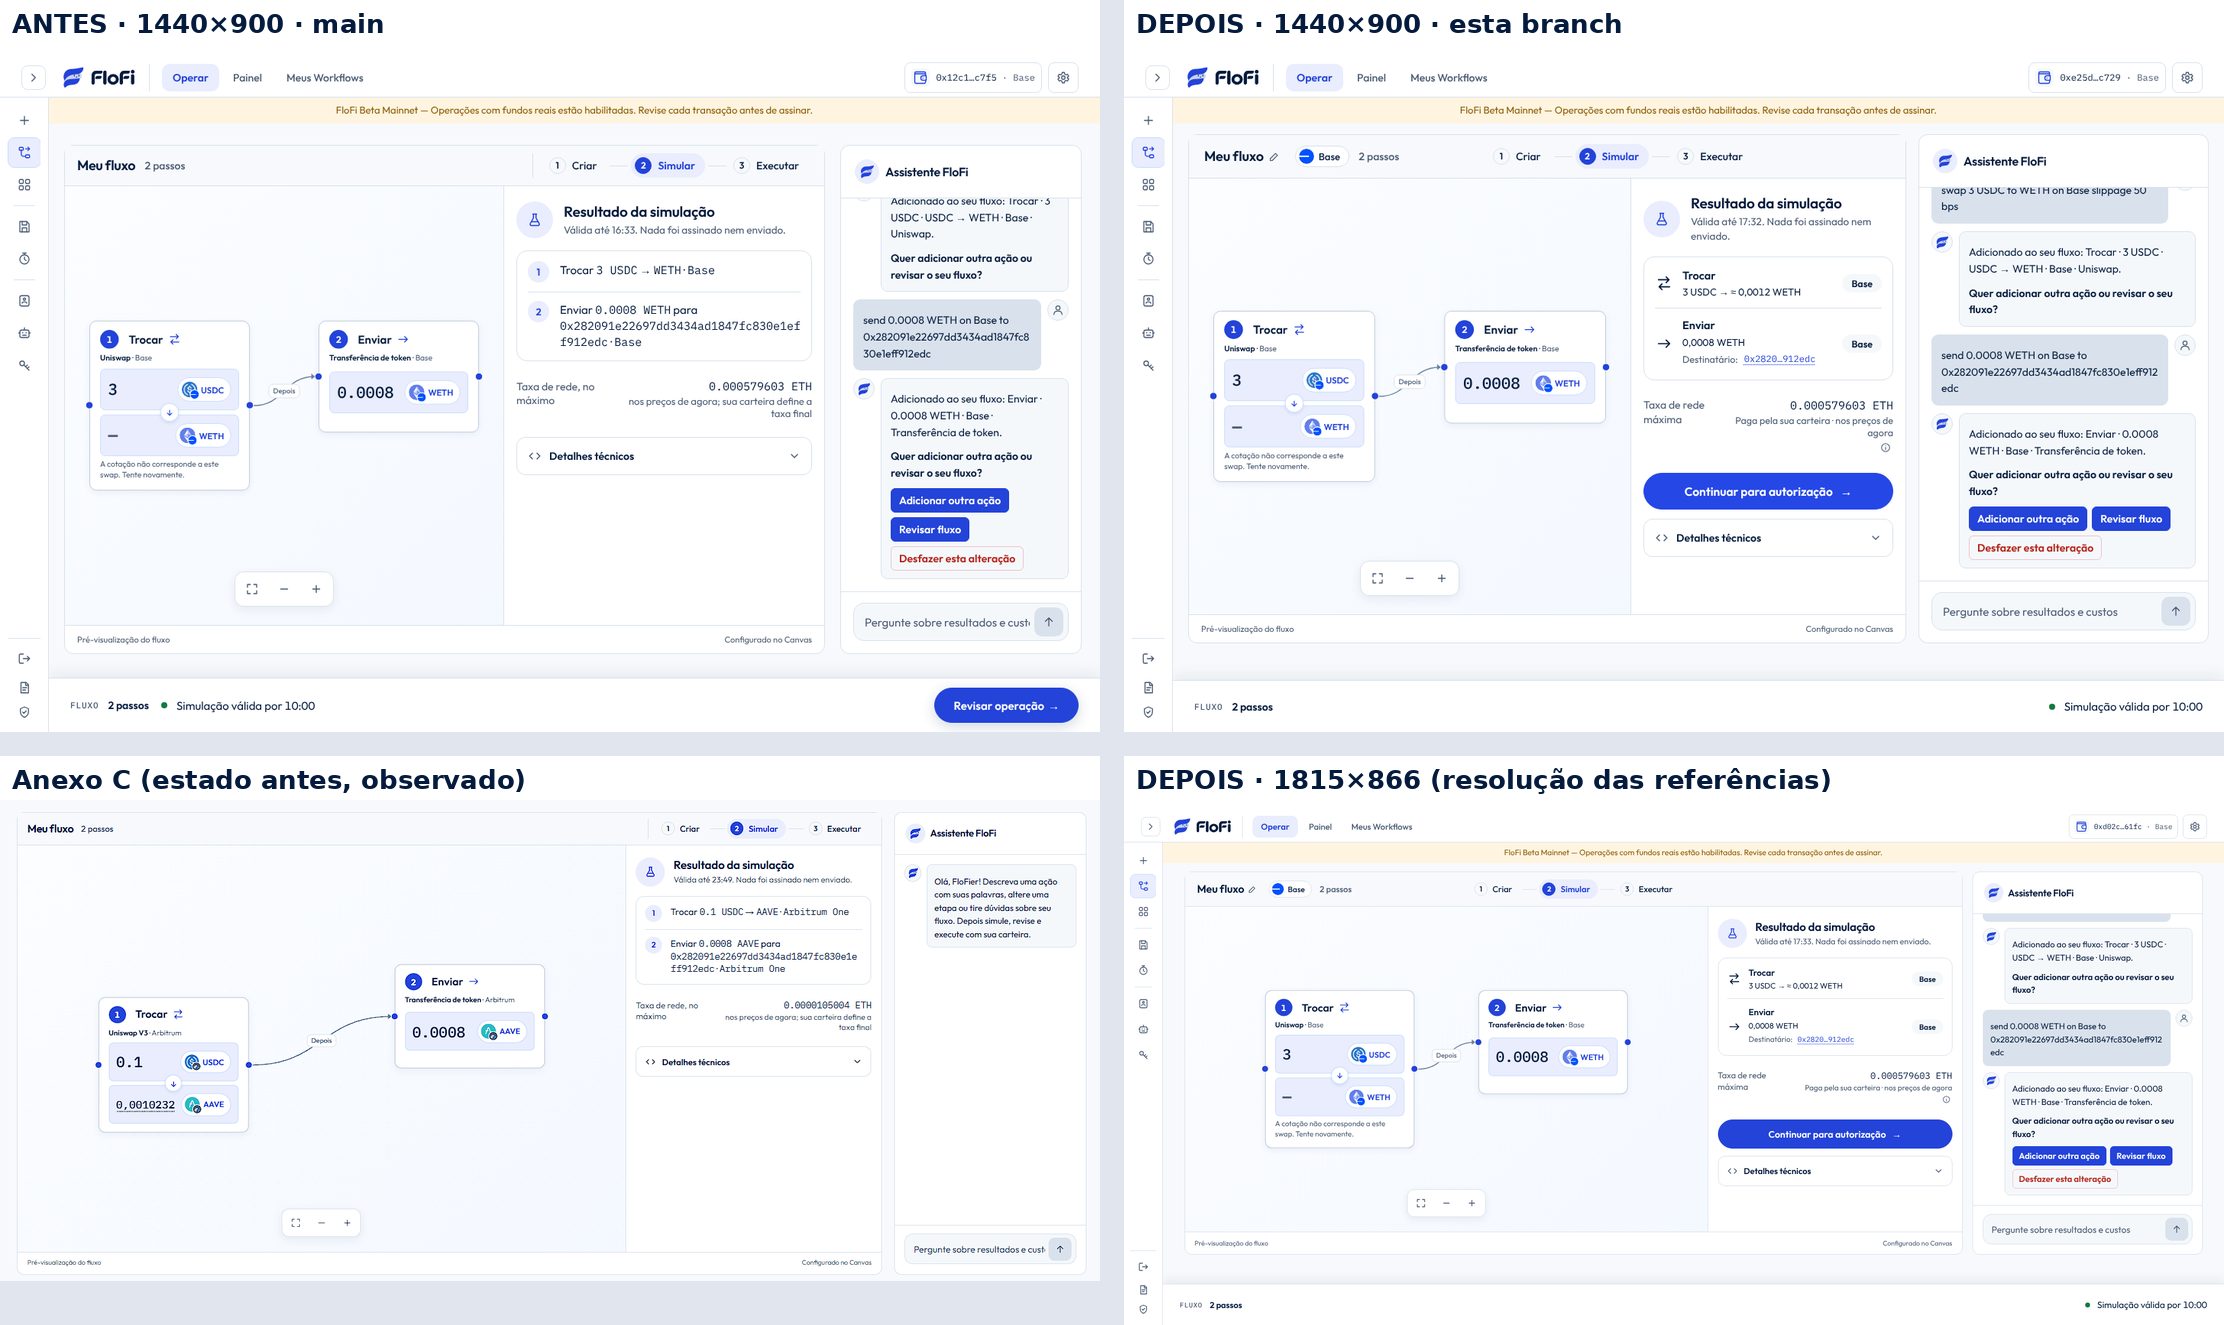 ANTES · 1440×900 · main
FloFi
Operar
Painel
Meus Workflows
0x12c1…c7f5 · Base
FloFi Beta Mainnet — Operações com fundos reais estão habilitadas. Revise cada transação antes de assinar.
Meu fluxo
2 passos
1 Criar
2 Simular
3 Executar
1 Trocar
Uniswap · Base
3 USDC
— WETH
A cotação não corresponde a este
swap. Tente novamente.
Depois
2 Enviar
Transferência de token · Base
0.0008 WETH
Resultado da simulação
Válida até 16:33. Nada foi assinado nem enviado.
1 Trocar 3 USDC → WETH·Base
2 Enviar 0.0008 WETH para
0x282091e22697dd3434ad1847fc830e1ef
f912edc·Base
Taxa de rede, no
máximo
0.000579603 ETH
nos preços de agora; sua carteira define a
taxa final
Detalhes técnicos
Pré-visualização do fluxo
Configurado no Canvas
Assistente FloFi
Adicionado ao seu fluxo: Trocar · 3
USDC · USDC → WETH · Base ·
Uniswap.
Quer adicionar outra ação ou
revisar o seu fluxo?
send 0.0008 WETH on Base to
0x282091e22697dd3434ad1847fc8
30e1eff912edc
Adicionado ao seu fluxo: Enviar ·
0.0008 WETH · Base ·
Transferência de token.
Quer adicionar outra ação ou
revisar o seu fluxo?
Adicionar outra ação
Revisar fluxo
Desfazer esta alteração
Pergunte sobre resultados e cust
FLUXO 2 passos
Simulação válida por 10:00
Revisar operação →
DEPOIS · 1440×900 · esta branch
FloFi
Operar
Painel
Meus Workflows
0xe25d…c729 · Base
FloFi Beta Mainnet — Operações com fundos reais estão habilitadas. Revise cada transação antes de assinar.
Meu fluxo
Base
2 passos
1 Criar
2 Simular
3 Executar
1 Trocar
Uniswap · Base
3 USDC
— WETH
A cotação não corresponde a este
swap. Tente novamente.
Depois
2 Enviar
Transferência de token · Base
0.0008 WETH
Resultado da simulação
Válida até 17:32. Nada foi assinado nem
enviado.
Trocar
3 USDC → ≈ 0,0012 WETH
Base
Enviar
0,0008 WETH
Destinatário: 0x2820…912edc
Base
Taxa de rede
máxima
0.000579603 ETH
Paga pela sua carteira · nos preços de
agora
Continuar para autorização →
Detalhes técnicos
Pré-visualização do fluxo
Configurado no Canvas
Assistente FloFi
swap 3 USDC to WETH on Base slippage 50
bps
Adicionado ao seu fluxo: Trocar · 3 USDC ·
USDC → WETH · Base · Uniswap.
Quer adicionar outra ação ou revisar o seu
fluxo?
send 0.0008 WETH on Base to
0x282091e22697dd3434ad1847fc830e1eff912
edc
Adicionado ao seu fluxo: Enviar · 0.0008
WETH · Base · Transferência de token.
Quer adicionar outra ação ou revisar o seu
fluxo?
Adicionar outra ação
Revisar fluxo
Desfazer esta alteração
Pergunte sobre resultados e custos
FLUXO 2 passos
Simulação válida por 10:00
Anexo C (estado antes, observado)
Meu fluxo
2 passos
1 Criar
2 Simular
3 Executar
1 Trocar
Uniswap V3 · Arbitrum
0.1 USDC
0,0010232 AAVE
Depois
2 Enviar
Transferência de token · Arbitrum
0.0008 AAVE
Resultado da simulação
Válida até 23:49. Nada foi assinado nem enviado.
1 Trocar 0.1 USDC → AAVE·Arbitrum One
2 Enviar 0.0008 AAVE para
0x282091e22697dd3434ad1847fc830e1e
ff912edc·Arbitrum One
Taxa de rede, no
máximo
0.0000105004 ETH
nos preços de agora; sua carteira define a
taxa final
Detalhes técnicos
Pré-visualização do fluxo
Configurado no Canvas
Assistente FloFi
Olá, FloFier! Descreva uma ação
com suas palavras, altere uma
etapa ou tire dúvidas sobre seu
fluxo. Depois simule, revise e
execute com sua carteira.
Pergunte sobre resultados e cust
DEPOIS · 1815×866 (resolução das referências)
FloFi
Operar
Painel
Meus Workflows
0xd02c…61fc · Base
FloFi Beta Mainnet — Operações com fundos reais estão habilitadas. Revise cada transação antes de assinar.
Meu fluxo
Base
2 passos
1 Criar
2 Simular
3 Executar
1 Trocar
Uniswap · Base
3 USDC
— WETH
A cotação não corresponde a este
swap. Tente novamente.
Depois
2 Enviar
Transferência de token · Base
0.0008 WETH
Resultado da simulação
Válida até 17:33. Nada foi assinado nem enviado.
Trocar
3 USDC → ≈ 0,0012 WETH
Base
Enviar
0,0008 WETH
Destinatário: 0x2820…912edc
Base
Taxa de rede
máxima
0.000579603 ETH
Paga pela sua carteira · nos preços de agora
Continuar para autorização →
Detalhes técnicos
Pré-visualização do fluxo
Configurado no Canvas
Assistente FloFi
Adicionado ao seu fluxo: Trocar · 3 USDC ·
USDC → WETH · Base · Uniswap.
Quer adicionar outra ação ou revisar o seu
fluxo?
send 0.0008 WETH on Base to
0x282091e22697dd3434ad1847fc830e1eff912
edc
Adicionado ao seu fluxo: Enviar · 0.0008
WETH · Base · Transferência de token.
Quer adicionar outra ação ou revisar o seu
fluxo?
Adicionar outra ação
Revisar fluxo
Desfazer esta alteração
Pergunte sobre resultados e custos
FLUXO 2 passos
Simulação válida por 10:00